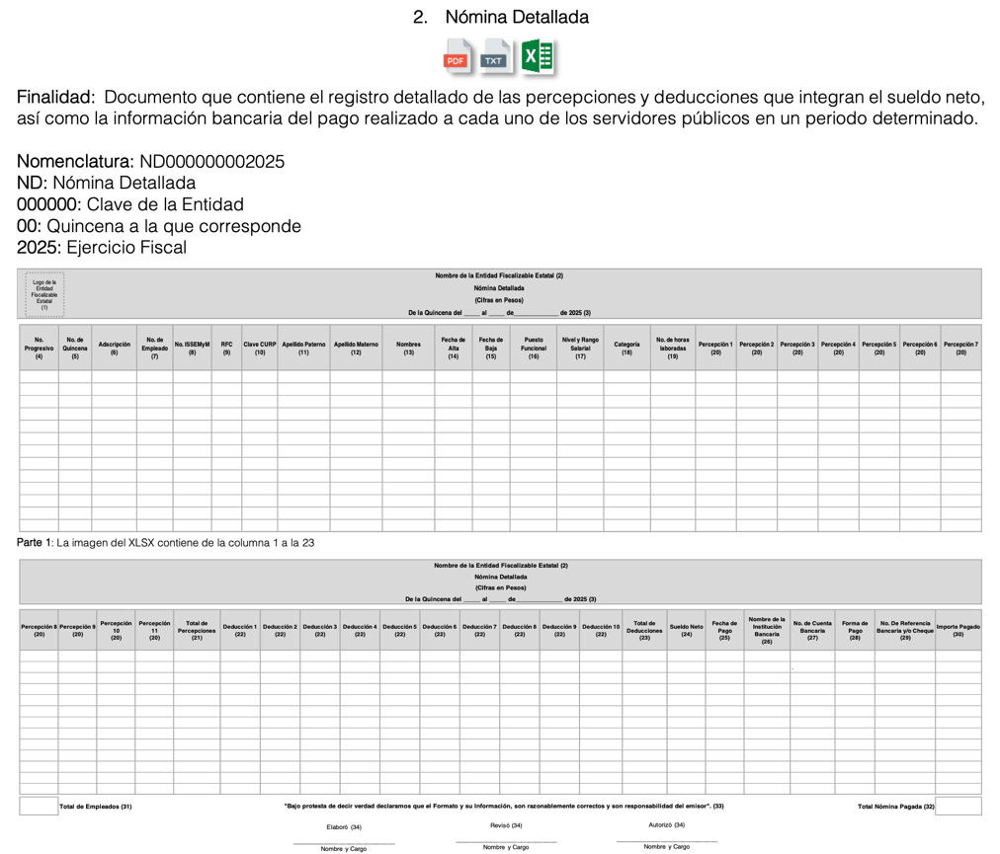 2. Nómina Detallada
PDF TXT X
Finalidad: Documento que contiene el registro detallado de las percepciones y deducciones que integran el sueldo neto,
así como la información bancaria del pago realizado a cada uno de los servidores públicos en un periodo determinado.
Nomenclatura: ND000000002025
ND: Nómina Detallada
000000: Clave de la Entidad
00: Quincena a la que corresponde
2025: Ejercicio Fiscal
Logo de la
Entidad
Fiscalizable
Estatal
(1)
Nombre de la Entidad Fiscalizable Estatal (2)
Nómina Detallada
(Cifras en Pesos)
De la Quincena del _____ al _____ de_____________ de 2025 (3)
No. Progresivo (4)
No. de Quincena (5)
Adscripción (6)
No. de Empleado (7)
No. ISSEMyM (8)
RFC (9)
Clave CURP (10)
Apellido Paterno (11)
Apellido Materno (12)
Nombres (13)
Fecha de Alta (14)
Fecha de Baja (15)
Puesto Funcional (16)
Nivel y Rango Salarial (17)
Categoría (18)
No. de horas laboradas (19)
Percepción 1 (20)
Percepción 2 (20)
Percepción 3 (20)
Percepción 4 (20)
Percepción 5 (20)
Percepción 6 (20)
Percepción 7 (20)
Parte 1: La imagen del XLSX contiene de la columna 1 a la 23
Nombre de la Entidad Fiscalizable Estatal (2)
Nómina Detallada
(Cifras en Pesos)
De la Quincena del _____ al _____ de_____________ de 2025 (3)
Percepción 8 (20)
Percepción 9 (20)
Percepción 10 (20)
Percepción 11 (20)
Total de Percepciones (21)
Deducción 1 (22)
Deducción 2 (22)
Deducción 3 (22)
Deducción 4 (22)
Deducción 5 (22)
Deducción 6 (22)
Deducción 7 (22)
Deducción 8 (22)
Deducción 9 (22)
Deducción 10 (22)
Total de Deducciones (23)
Sueldo Neto (24)
Fecha de Pago (25)
Nombre de la Institución Bancaria (26)
No. de Cuenta Bancaria (27)
Forma de Pago (28)
No. De Referencia Bancaria y/o Cheque (29)
Importe Pagado (30)
Total de Empleados (31)
"Bajo protesta de decir verdad declaramos que el Formato y su Información, son razonablemente correctos y son responsabilidad del emisor". (33)
Total Nómina Pagada (32)
Elaboró (34)
Revisó (34)
Autorizó (34)
Nombre y Cargo
Nombre y Cargo
Nombre y Cargo